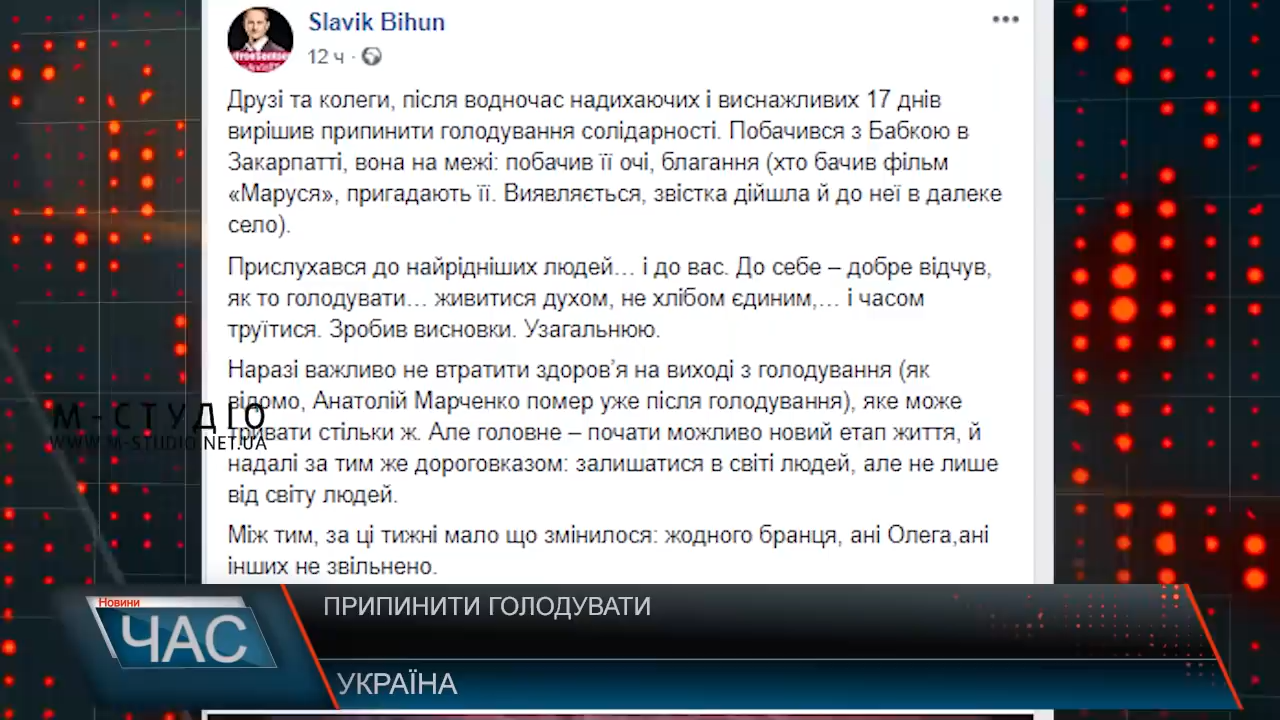 Slavik Bihun
12 ч ·
Друзі та колеги, після водночас надихаючих і виснажливих 17 днів
вирішив припинити голодування солідарності. Побачився з Бабкою в
Закарпатті, вона на межі: побачив її очі, благання (хто бачив фільм
«Маруся», пригадають її. Виявляється, звістка дійшла й до неї в далеке
село).
Прислухався до найрідніших людей… і до вас. До себе – добре відчув,
як то голодувати… живитися духом, не хлібом єдиним,… і часом
труїтися. Зробив висновки. Узагальнюю.
Наразі важливо не втратити здоров’я на виході з голодування (як
відомо, Анатолій Марченко помер уже після голодування), яке може
тривати стільки ж. Але головне – почати можливо новий етап життя, й
надалі за тим же дороговказом: залишатися в світі людей, але не лише
від світу людей.
Між тим, за ці тижні мало що змінилося: жодного бранця, ані Олега,ані
інших не звільнено.
М-СТУДІО
WWW.M-STUDIO.NET.UA
Новини
ЧАС
ПРИПИНИТИ ГОЛОДУВАТИ
УКРАЇНА